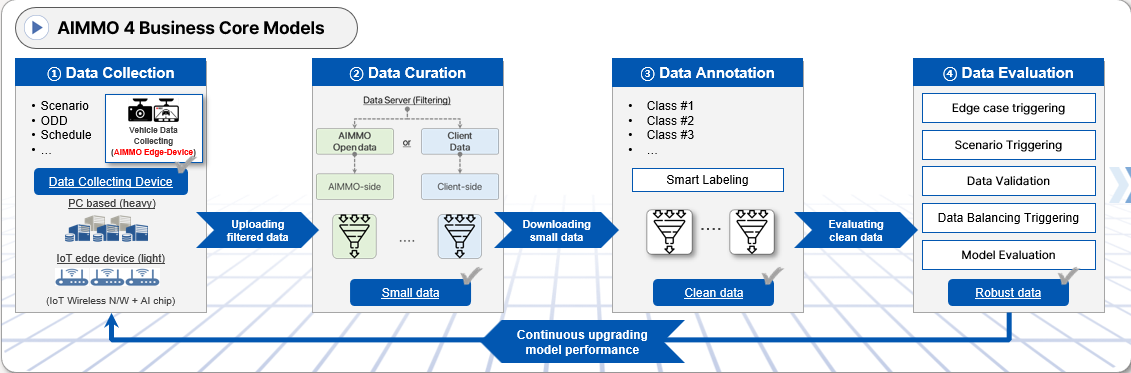 AIMMO 4 Business Core Models
① Data Collection
• Scenario
• ODD
• Schedule
• ...
Vehicle Data
Collecting
(AIMMO Edge-Device)
Data Collecting Device
PC based (heavy)
IoT edge device (light)
(IoT Wireless N/W + AI chip)
Uploading
filtered data
② Data Curation
Data Server (Filtering)
AIMMO
Open data
or
Client
Data
AIMMO-side
Client-side
....
Small data
Downloading
small data
③ Data Annotation
• Class #1
• Class #2
• Class #3
• ...
Smart Labeling
....
Clean data
Evaluating
clean data
④ Data Evaluation
Edge case triggering
Scenario Triggering
Data Validation
Data Balancing Triggering
Model Evaluation
Robust data
Continuous upgrading
model performance